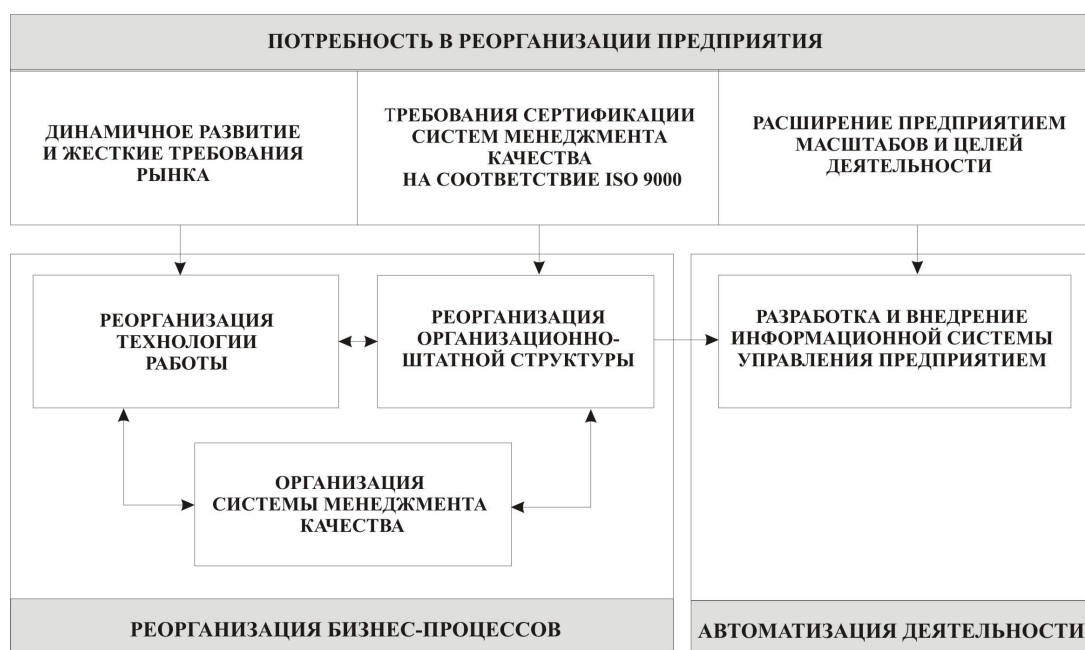 ПОТРЕБНОСТЬ В РЕОРГАНИЗАЦИИ ПРЕДПРИЯТИЯ
ДИНАМИЧНОЕ РАЗВИТИЕ
И ЖЕСТКИЕ ТРЕБОВАНИЯ
РЫНКА
ТРЕБОВАНИЯ СЕРТИФИКАЦИИ
СИСТЕМ МЕНЕДЖМЕНТА
КАЧЕСТВА
НА СООТВЕТСТВИЕ ISO 9000
РАСШИРЕНИЕ ПРЕДПРИЯТИЕМ
МАСШТАБОВ И ЦЕЛЕЙ
ДЕЯТЕЛЬНОСТИ
РЕОРГАНИЗАЦИЯ
ТЕХНОЛОГИИ
РАБОТЫ
РЕОРГАНИЗАЦИЯ
ОРГАНИЗАЦИОННО-
ШТАТНОЙ СТРУКТУРЫ
РАЗРАБОТКА И ВНЕДРЕНИЕ
ИНФОРМАЦИОННОЙ СИСТЕМЫ
УПРАВЛЕНИЯ ПРЕДПРИЯТИЕМ
ОРГАНИЗАЦИЯ
СИСТЕМЫ МЕНЕДЖМЕНТА
КАЧЕСТВА
РЕОРГАНИЗАЦИЯ БИЗНЕС-ПРОЦЕССОВ
АВТОМАТИЗАЦИЯ ДЕЯТЕЛЬНОСТИ